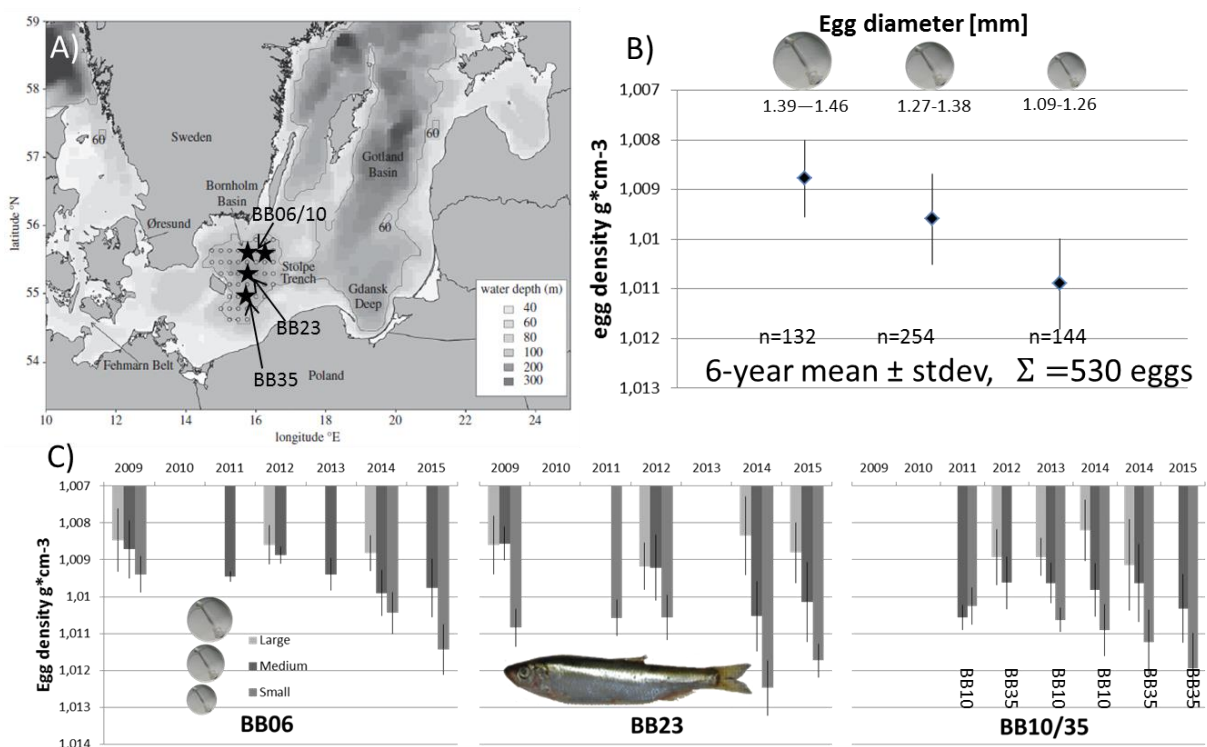 A)
59
58
57
56
55
54
latitude °N
10
12
14
16
18
20
22
24
longitude °E
60
Sweden
Gotland
Basin
60
Bornholm
Basin
BB06/10
60
Øresund
Stolpe
Trench
Gdansk
Deep
BB23
Fehmarn Belt
BB35
Poland
water depth (m)
40
60
80
100
200
300
B)
Egg diameter [mm]
1.39—1.46
1.27-1.38
1.09-1.26
egg density g*cm-3
1,007
1,008
1,009
1,01
1,011
1,012
1,013
n=132
n=254
n=144
6-year mean ± stdev, Σ =530 eggs
C)
2009 2010 2011 2012 2013 2014 2015
Egg density g*cm-3
1,007
1,008
1,009
1,01
1,011
1,012
1,013
1,014
Large
Medium
Small
BB06
2009 2010 2011 2012 2013 2014 2015
BB23
2009 2010 2011 2012 2013 2014 2014 2015
BB10
BB35
BB10
BB10
BB35
BB35
BB10/35